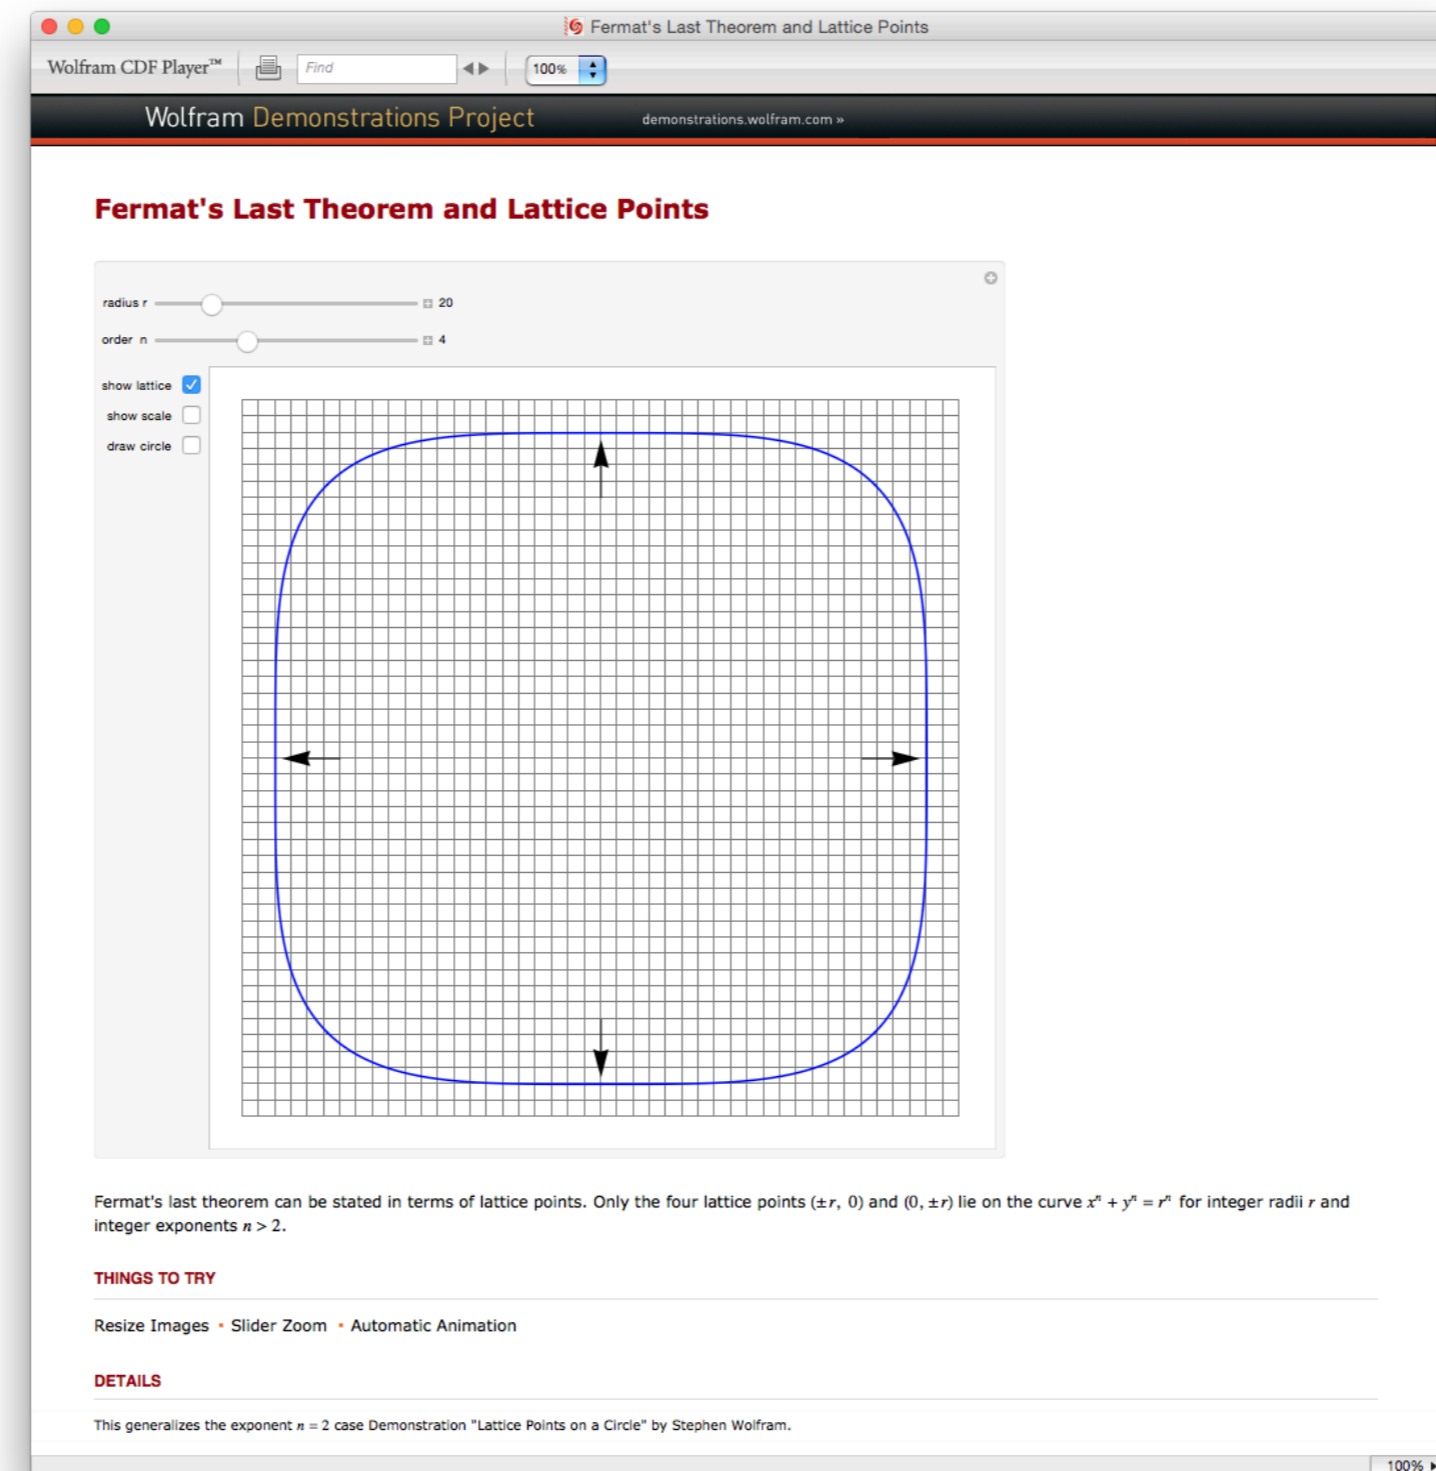 Fermat's Last Theorem and Lattice Points
Wolfram CDF Player™ Find 100%
Wolfram Demonstrations Project demonstrations.wolfram.com »
Fermat's Last Theorem and Lattice Points
radius r 20
order n 4
show lattice
show scale
draw circle
Fermat's last theorem can be stated in terms of lattice points. Only the four lattice points (±r, 0) and (0, ±r) lie on the curve xⁿ + yⁿ = rⁿ for integer radii r and
integer exponents n > 2.
THINGS TO TRY
Resize Images ▪ Slider Zoom ▪ Automatic Animation
DETAILS
This generalizes the exponent n = 2 case Demonstration "Lattice Points on a Circle" by Stephen Wolfram.
100%